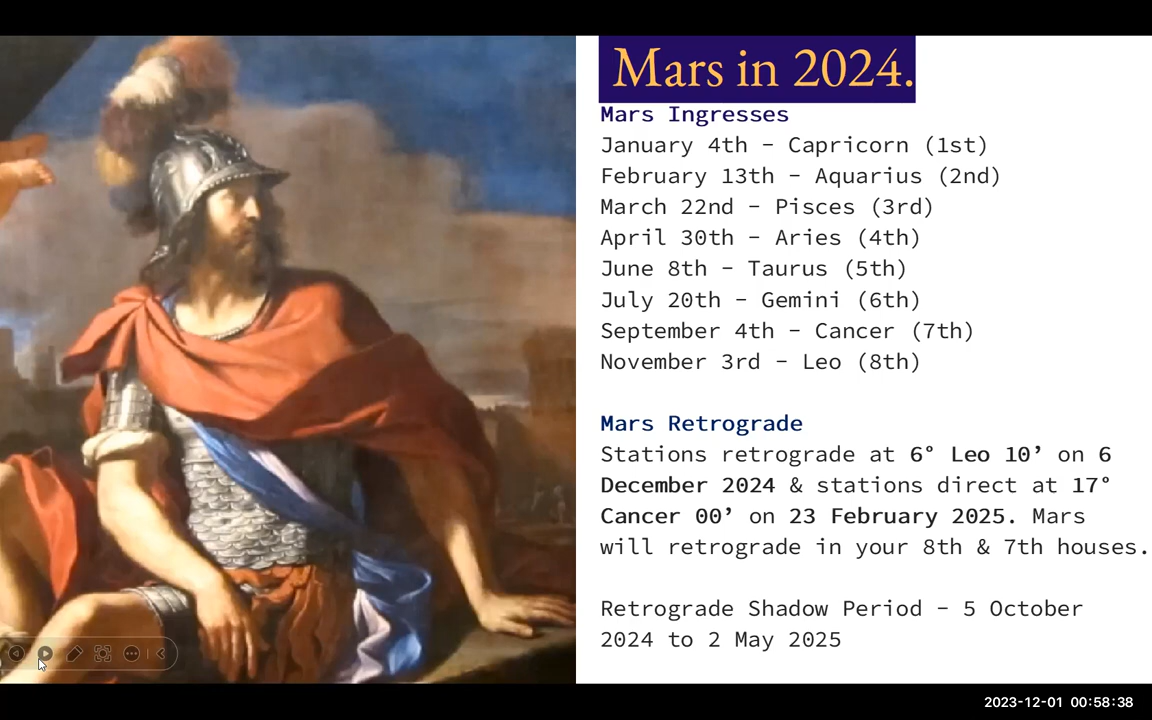 Mars in 2024.
Mars Ingresses
January 4th - Capricorn (1st)
February 13th - Aquarius (2nd)
March 22nd - Pisces (3rd)
April 30th - Aries (4th)
June 8th - Taurus (5th)
July 20th - Gemini (6th)
September 4th - Cancer (7th)
November 3rd - Leo (8th)
Mars Retrograde
Stations retrograde at 6° Leo 10’ on 6
December 2024 & stations direct at 17°
Cancer 00’ on 23 February 2025. Mars
will retrograde in your 8th & 7th houses.
Retrograde Shadow Period - 5 October
2024 to 2 May 2025
2023-12-01 00:58:38